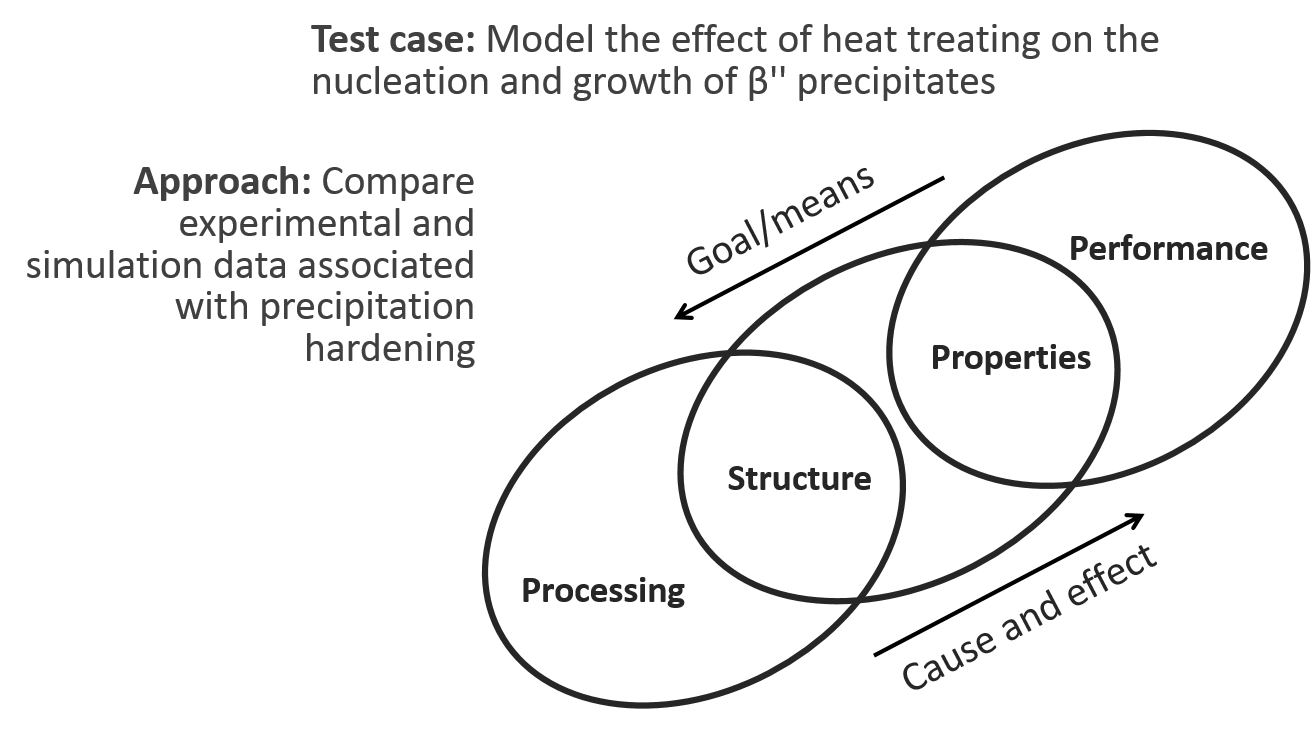 Test case: Model the effect of heat treating on the
nucleation and growth of β'' precipitates
Approach: Compare
experimental and
simulation data associated
with precipitation
hardening
Goal/means
Performance
Properties
Structure
Processing
Cause and effect